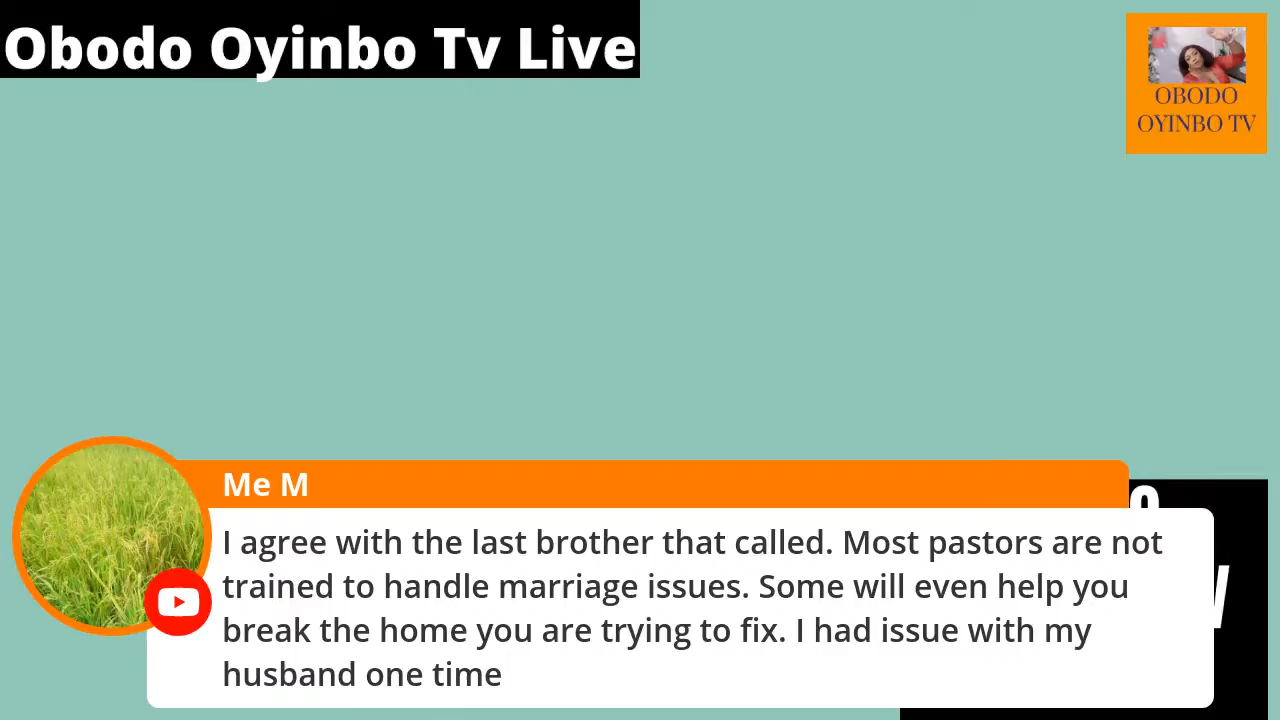 Obodo Oyinbo Tv Live
OBODO
OYINBO TV
Me M
I agree with the last brother that called. Most pastors are not
trained to handle marriage issues. Some will even help you
break the home you are trying to fix. I had issue with my
husband one time